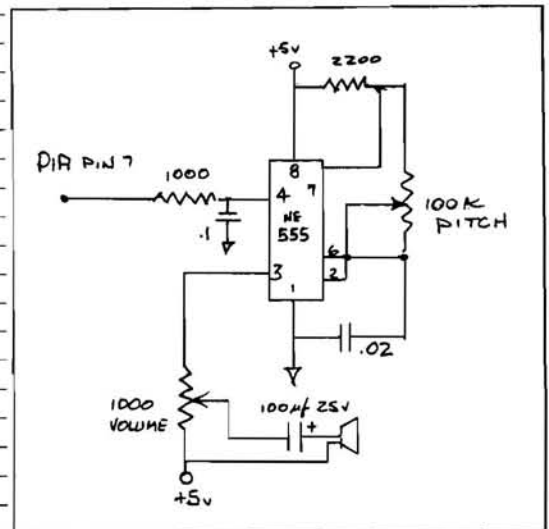 +5v
2200
PIA PIN 7
1000
8
4
7
100K
PITCH
.1
NE
555
6
3
2
1
.02
1000
VOLUME
100µf 25v
+
+5v